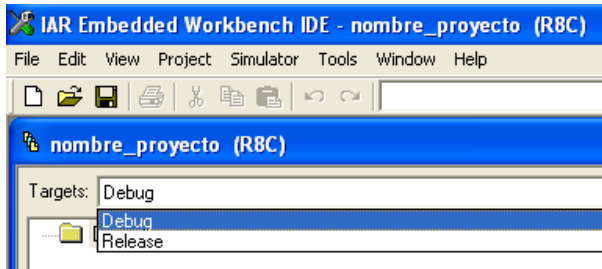 IAR Embedded Workbench IDE - nombre_proyecto (R8C)
File Edit View Project Simulator Tools Window Help
nombre_proyecto (R8C)
Targets: Debug
Debug
Release